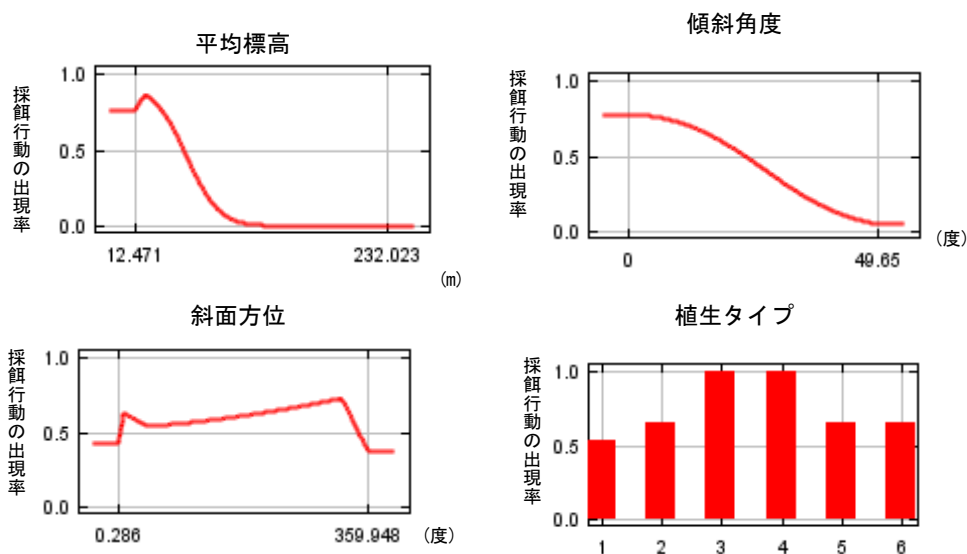 平均標高
採餌行動の出現率
1.0
0.5
0.0
12.471
232.023
(m)
傾斜角度
採餌行動の出現率
1.0
0.5
0.0
0
49.65
(度)
斜面方位
採餌行動の出現率
1.0
0.5
0.0
0.286
359.948
(度)
植生タイプ
採餌行動の出現率
1.0
0.5
0.0
1
2
3
4
5
6